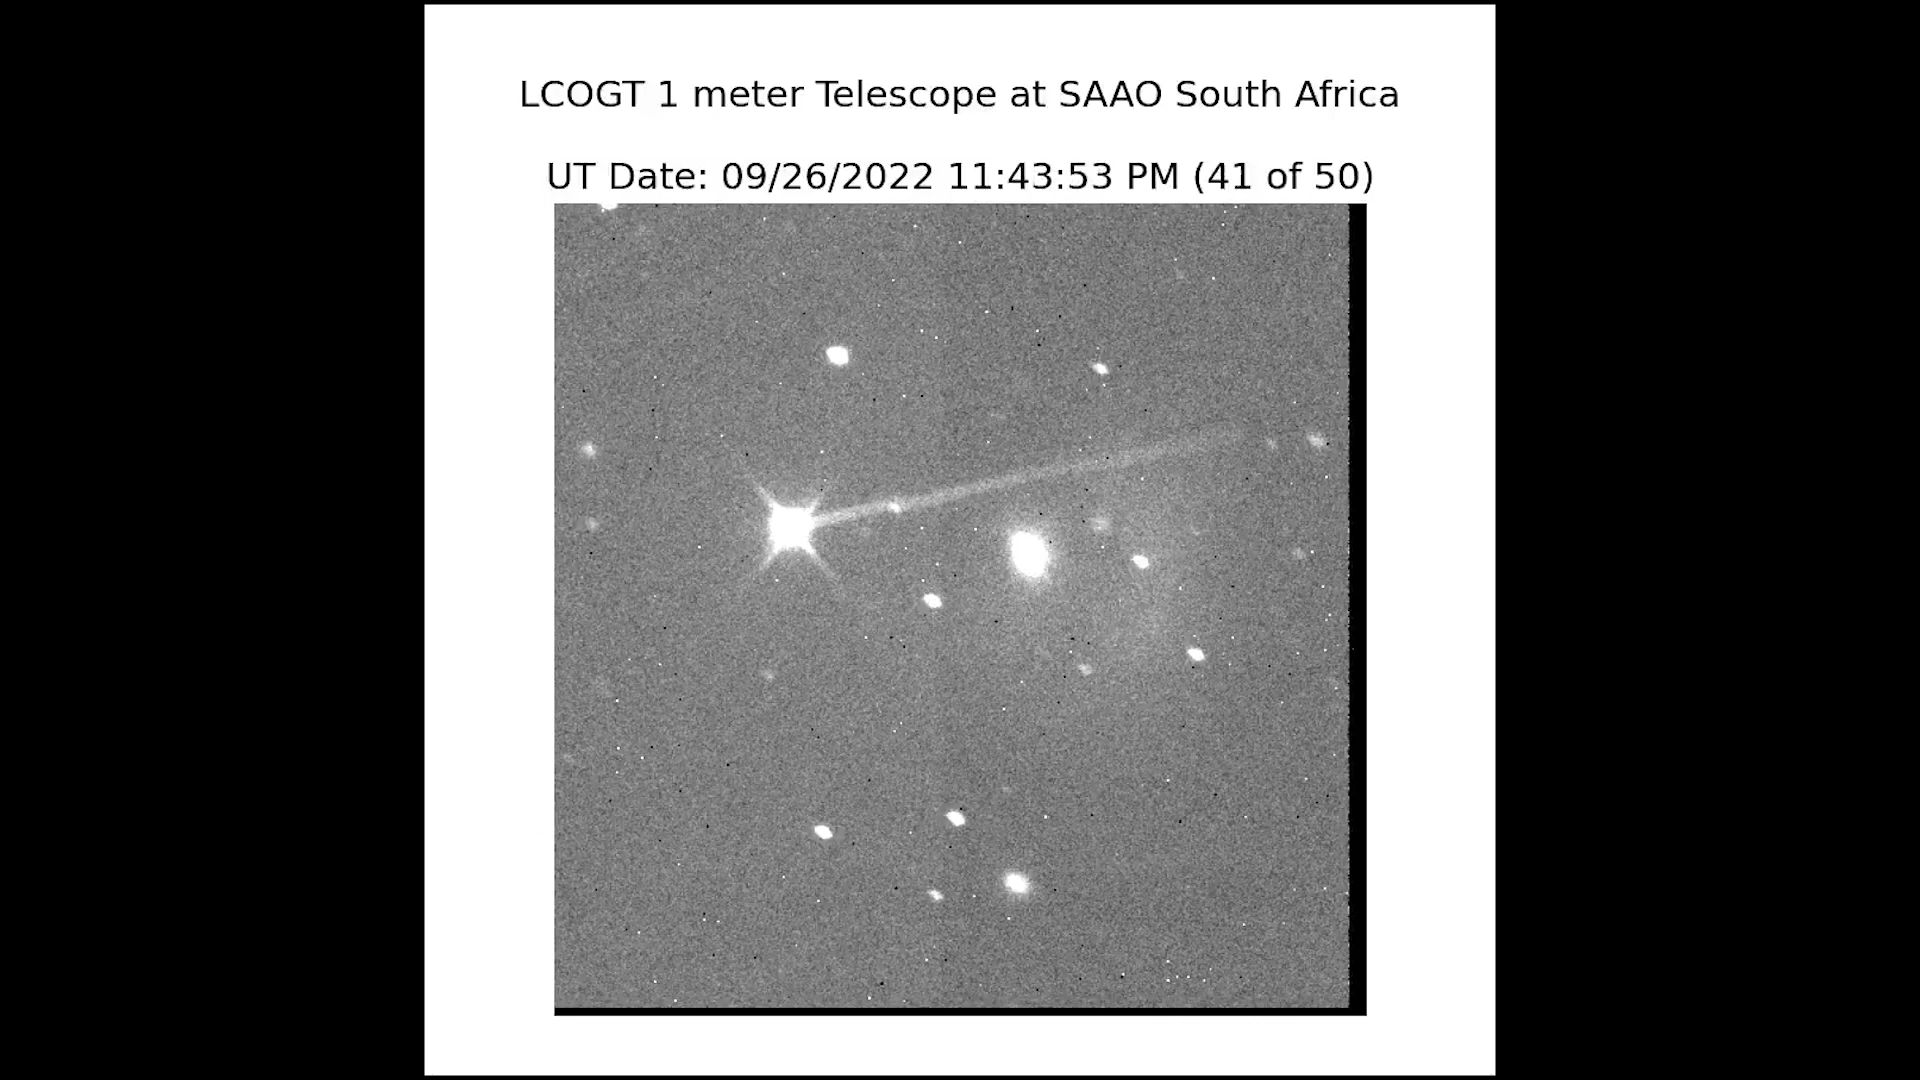 LCOGT 1 meter Telescope at SAAO South Africa
UT Date: 09/26/2022 11:43:53 PM (41 of 50)